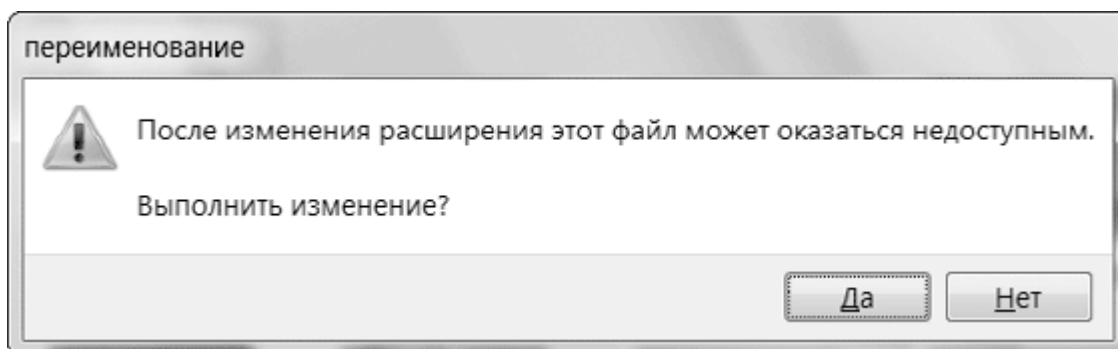 переименование
После изменения расширения этот файл может оказаться недоступным.
Выполнить изменение?
Да
Нет